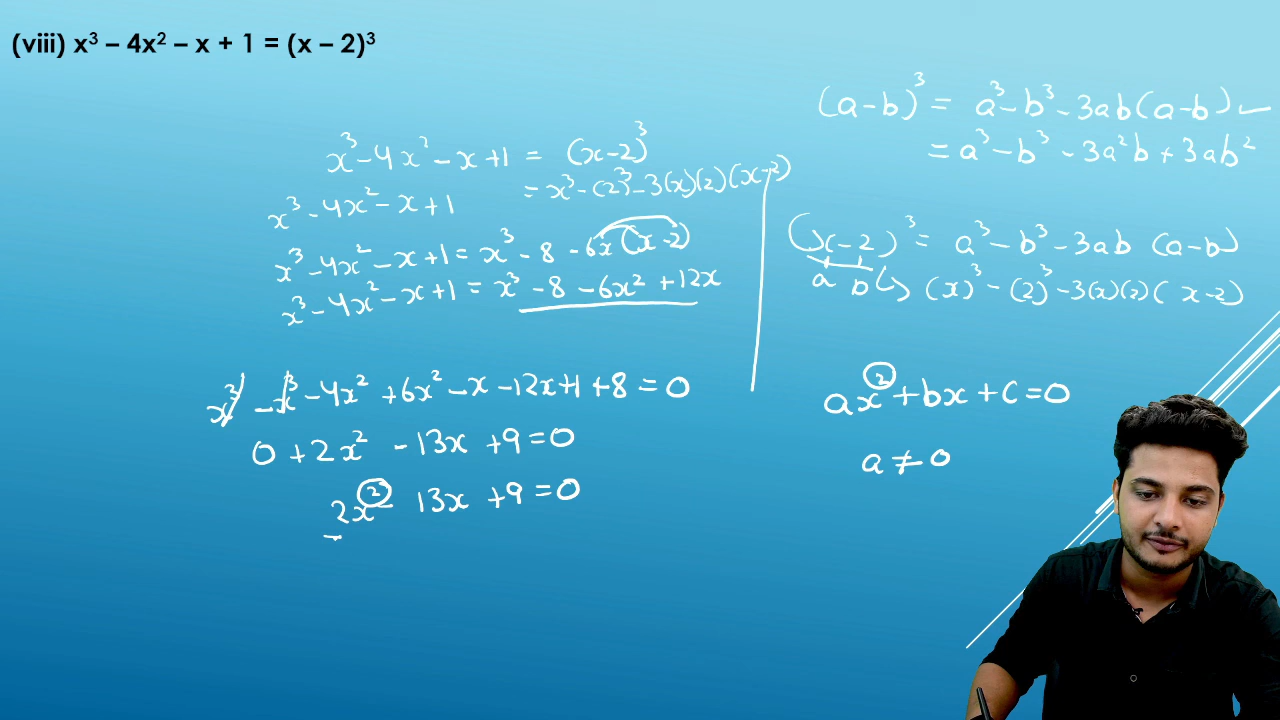 (viii) x³ – 4x² – x + 1 = (x – 2)³
x³ - 4x² - x + 1 = (x-2)³
x³ - 4x² - x + 1 = x³ - (2)³ - 3(x)(2)(x-2)
x³ - 4x² - x + 1 = x³ - 8 - 6x(x-2)
x³ - 4x² - x + 1 = x³ - 8 - 6x² + 12x
x³ - x³ - 4x² + 6x² - x - 12x + 1 + 8 = 0
0 + 2x² - 13x + 9 = 0
2x² - 13x + 9 = 0
(a-b)³ = a³ - b³ - 3ab(a-b)
= a³ - b³ - 3a²b + 3ab²
(x-2)³ = a³ - b³ - 3ab (a-b)
a b (x)³ - (2)³ - 3(x)(2)(x-2)
ax² + bx + c = 0
a ≠ 0